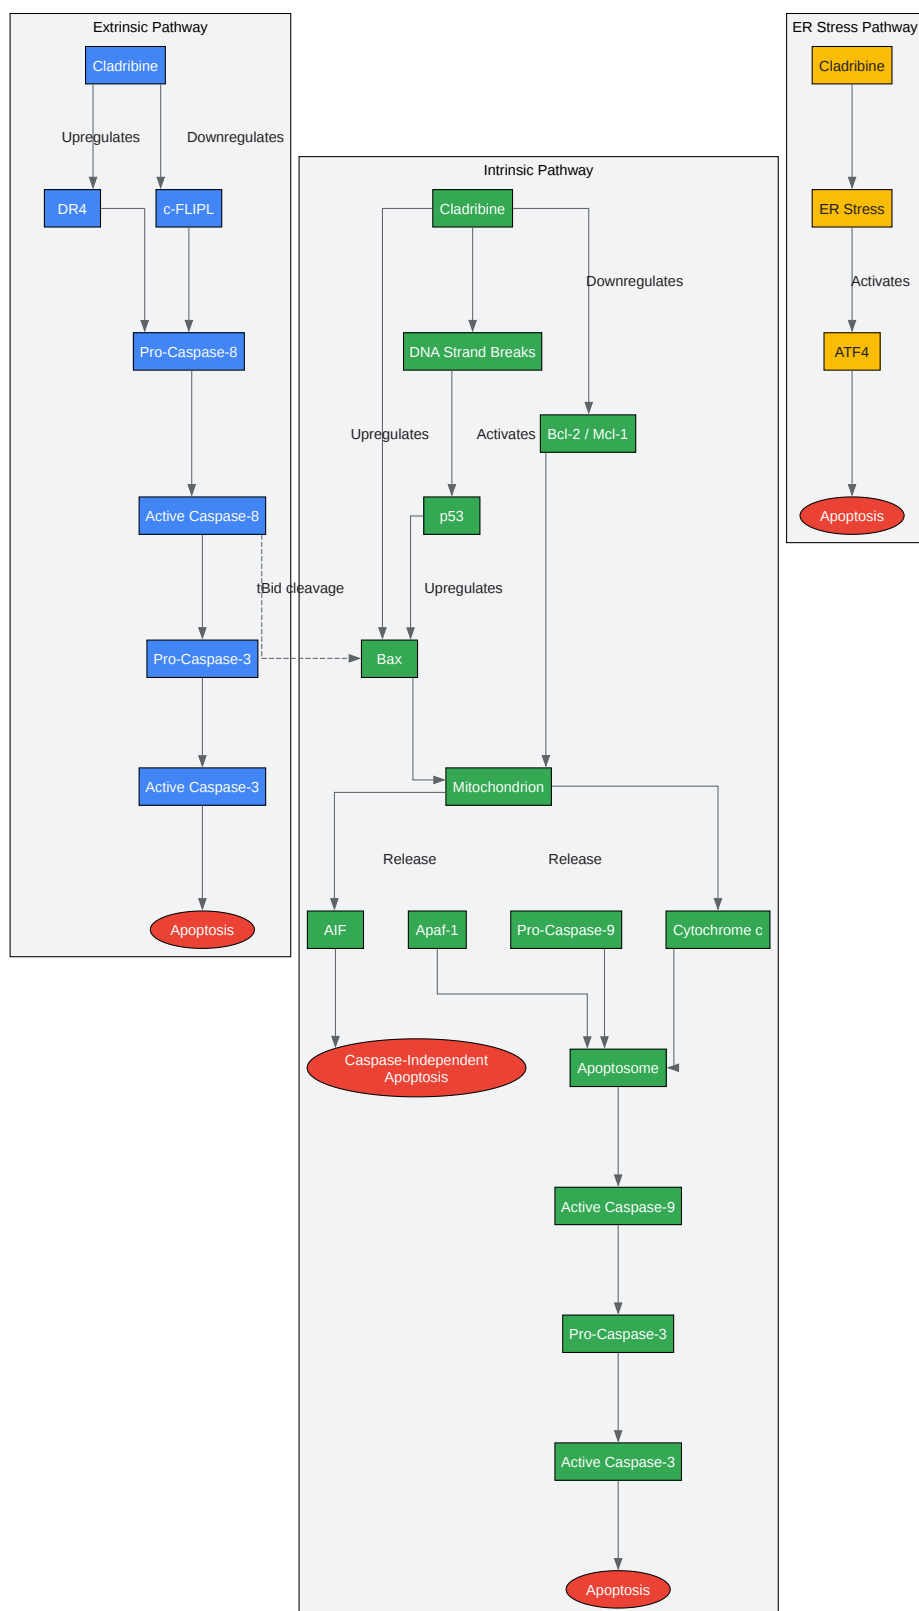 Extrinsic Pathway
Cladribine
Upregulates
Downregulates
DR4
c-FLIPL
Pro-Caspase-8
Active Caspase-8
tBid cleavage
Pro-Caspase-3
Active Caspase-3
Apoptosis
Intrinsic Pathway
Cladribine
Downregulates
DNA Strand Breaks
Upregulates
Activates
Bcl-2 / Mcl-1
p53
Upregulates
Bax
Mitochondrion
Release
Release
AIF
Apaf-1
Pro-Caspase-9
Cytochrome c
Caspase-Independent
Apoptosis
Apoptosome
Active Caspase-9
Pro-Caspase-3
Active Caspase-3
Apoptosis
ER Stress Pathway
Cladribine
ER Stress
Activates
ATF4
Apoptosis